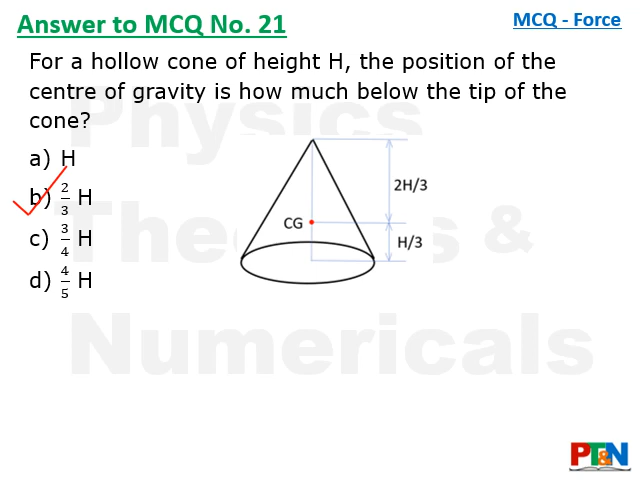 Answer to MCQ No. 21
MCQ - Force
For a hollow cone of height H, the position of the
centre of gravity is how much below the tip of the
cone?
a) H
b) 2/3 H
c) 3/4 H
d) 4/5 H
2H/3
CG
H/3
Physics
Theories &
Numericals
PT&N